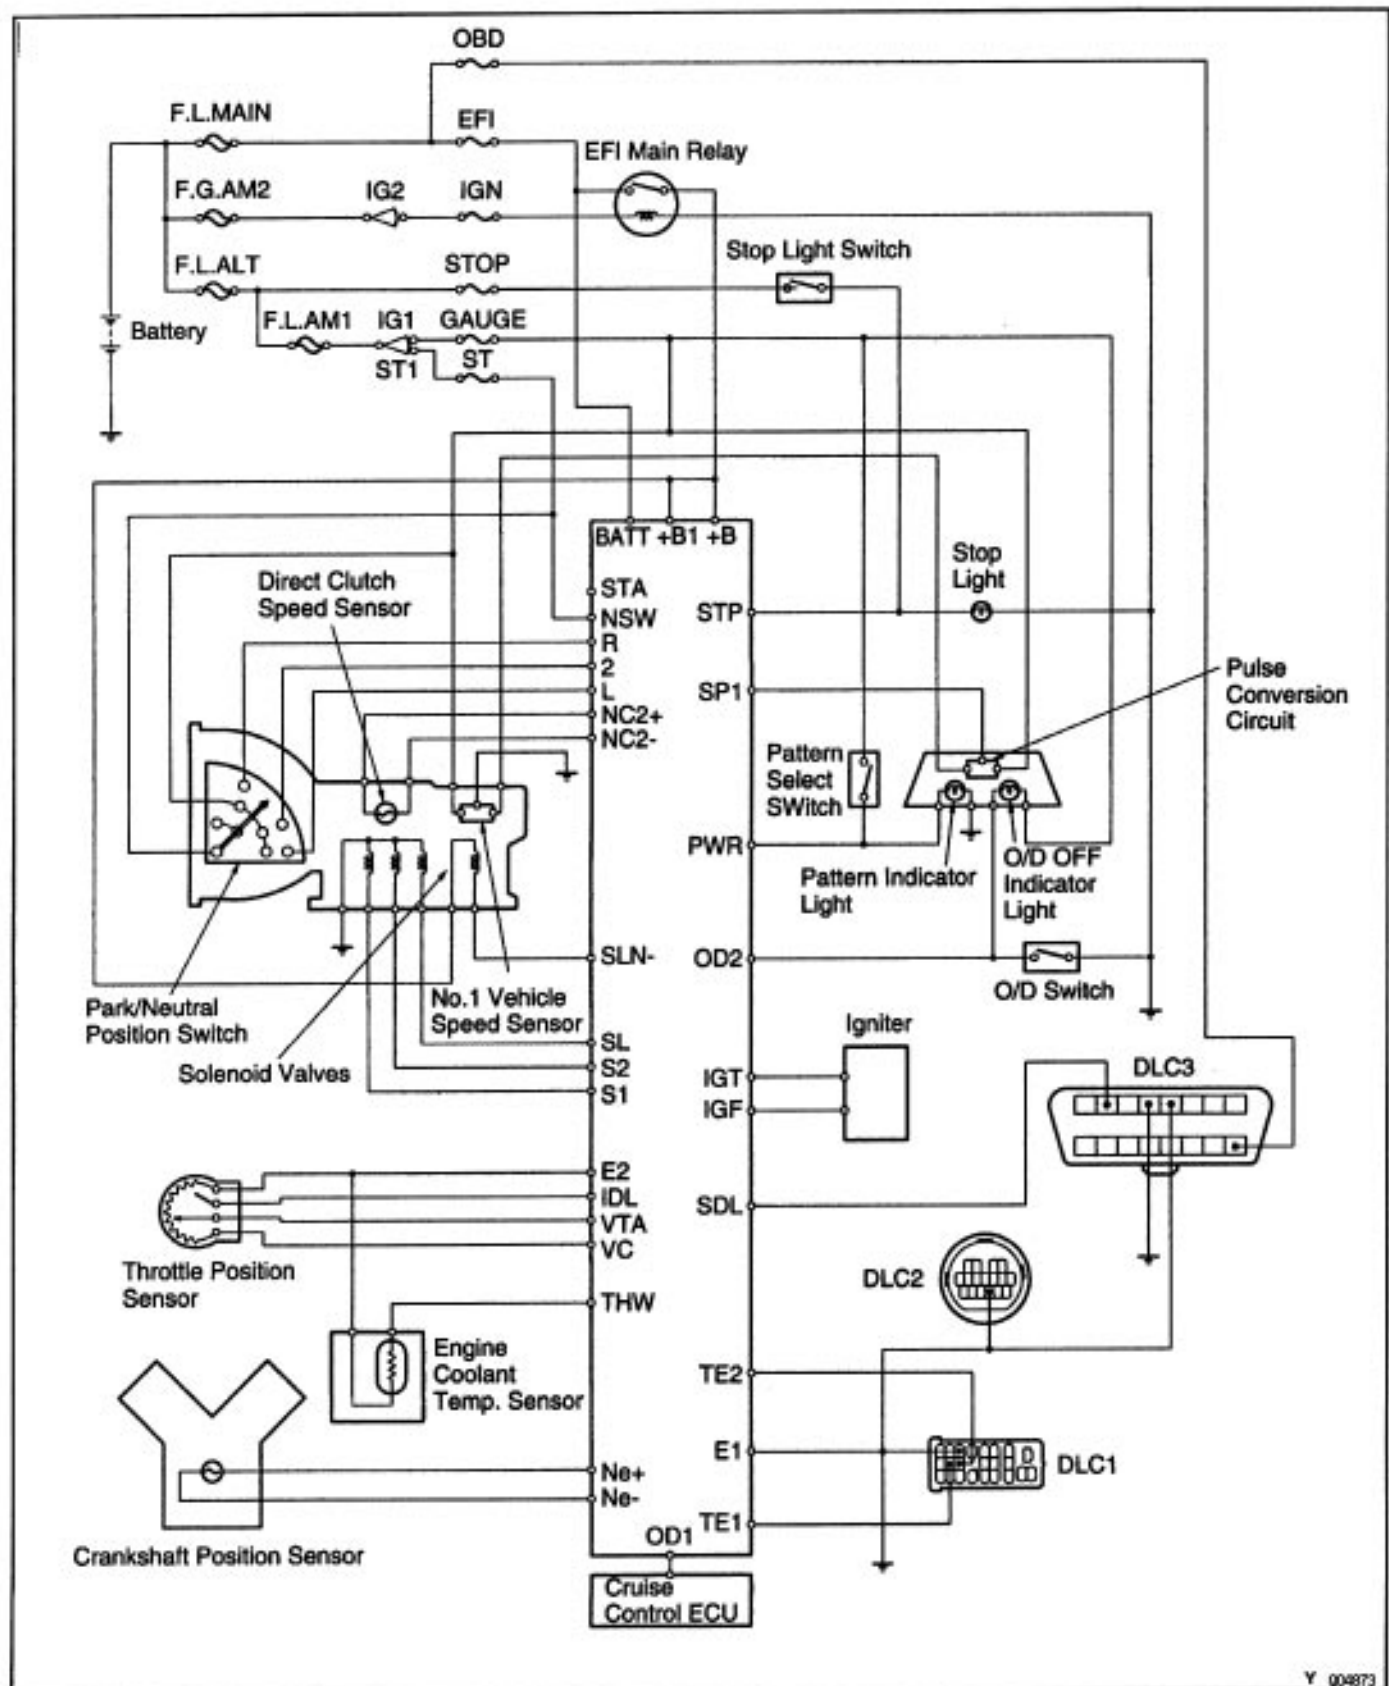 OBD
F.L.MAIN
EFI
EFI Main Relay
F.G.AM2
IG2
IGN
Stop Light Switch
F.L.ALT
STOP
Battery
F.L.AM1
IG1
GAUGE
ST1
ST
BATT +B1 +B
Direct Clutch
Speed Sensor
STA
NSW
R
2
L
NC2+
NC2-
STP
Stop
Light
SP1
Pulse
Conversion
Circuit
Pattern
Select
SWitch
PWR
Pattern Indicator
Light
O/D OFF
Indicator
Light
SLN-
OD2
O/D Switch
Park/Neutral
Position Switch
No.1 Vehicle
Speed Sensor
Solenoid Valves
SL
S2
S1
Igniter
IGT
IGF
DLC3
E2
IDL
VTA
VC
SDL
Throttle Position
Sensor
DLC2
THW
Engine
Coolant
Temp. Sensor
TE2
E1
DLC1
Ne+
Ne-
TE1
OD1
Crankshaft Position Sensor
Cruise
Control ECU
Y 004873